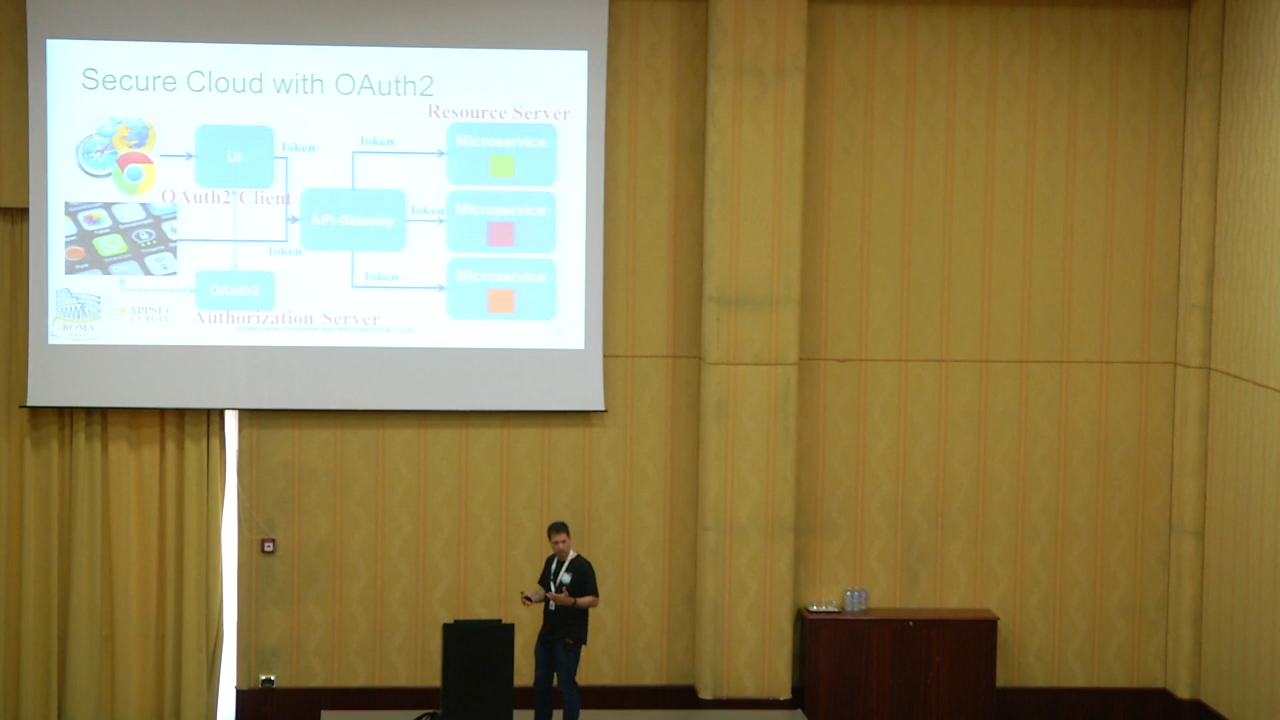 Secure Cloud with OAuth2
Resource Server
UI
Token
Token
Microservice
OAuth2 Client
API-Gateway
Token
Microservice
Token
Token
Microservice
OAuth2
Authorization Server
ROMA
APPSEC
EUROPE